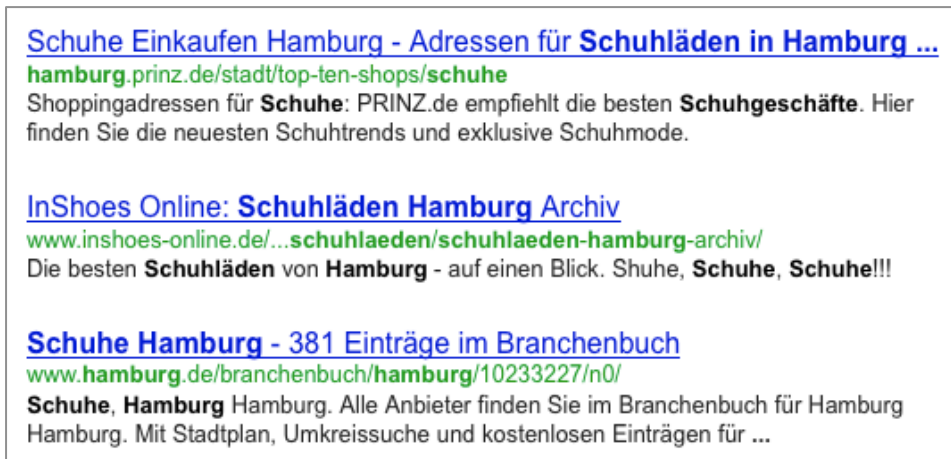 Schuhe Einkaufen Hamburg - Adressen für Schuhläden in Hamburg ...
hamburg.prinz.de/stadt/top-ten-shops/schuhe
Shoppingadressen für Schuhe: PRINZ.de empfiehlt die besten Schuhgeschäfte. Hier
finden Sie die neuesten Schuhtrends und exklusive Schuhmode.
InShoes Online: Schuhläden Hamburg Archiv
www.inshoes-online.de/...schuhlaeden/schuhlaeden-hamburg-archiv/
Die besten Schuhläden von Hamburg - auf einen Blick. Shuhe, Schuhe, Schuhe!!!
Schuhe Hamburg - 381 Einträge im Branchenbuch
www.hamburg.de/branchenbuch/hamburg/10233227/n0/
Schuhe, Hamburg Hamburg. Alle Anbieter finden Sie im Branchenbuch für Hamburg
Hamburg. Mit Stadtplan, Umkreissuche und kostenlosen Einträgen für ...